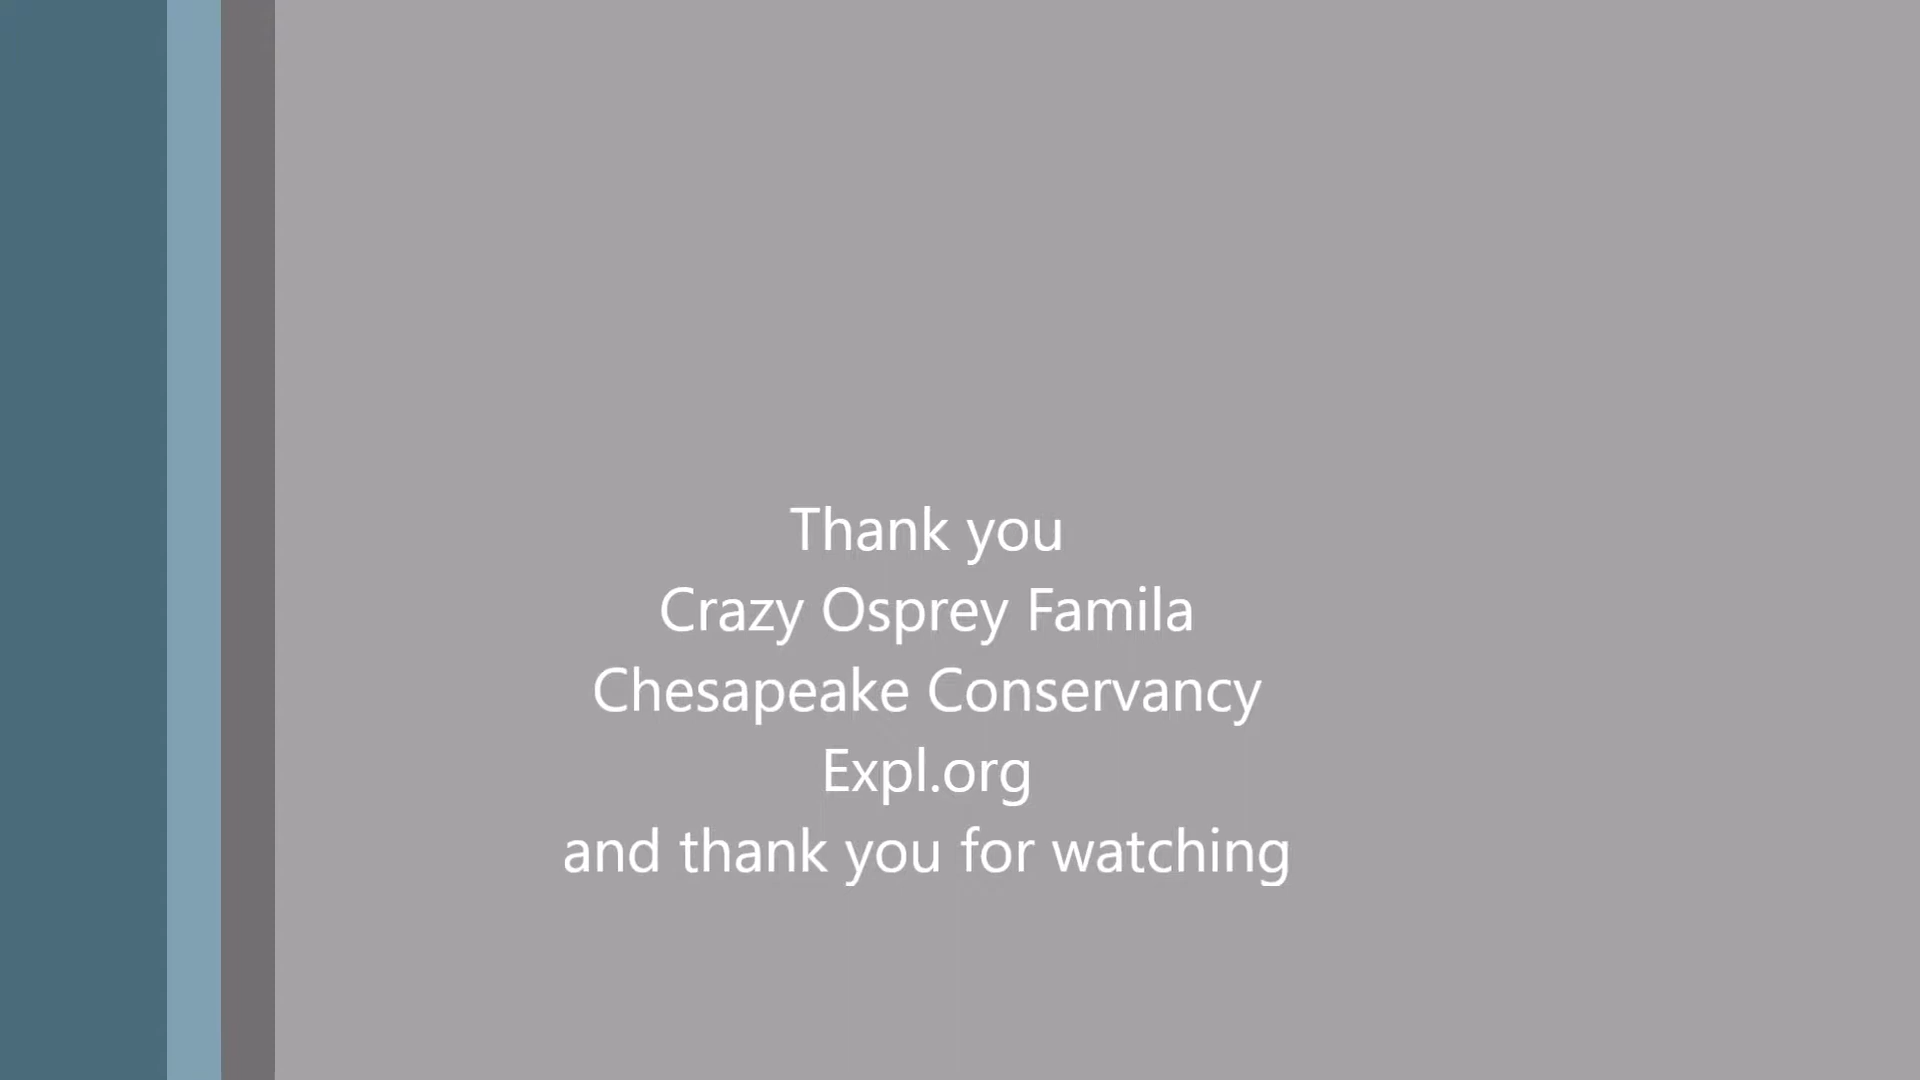 Thank you
Crazy Osprey Famila
Chesapeake Conservancy
Expl.org
and thank you for watching